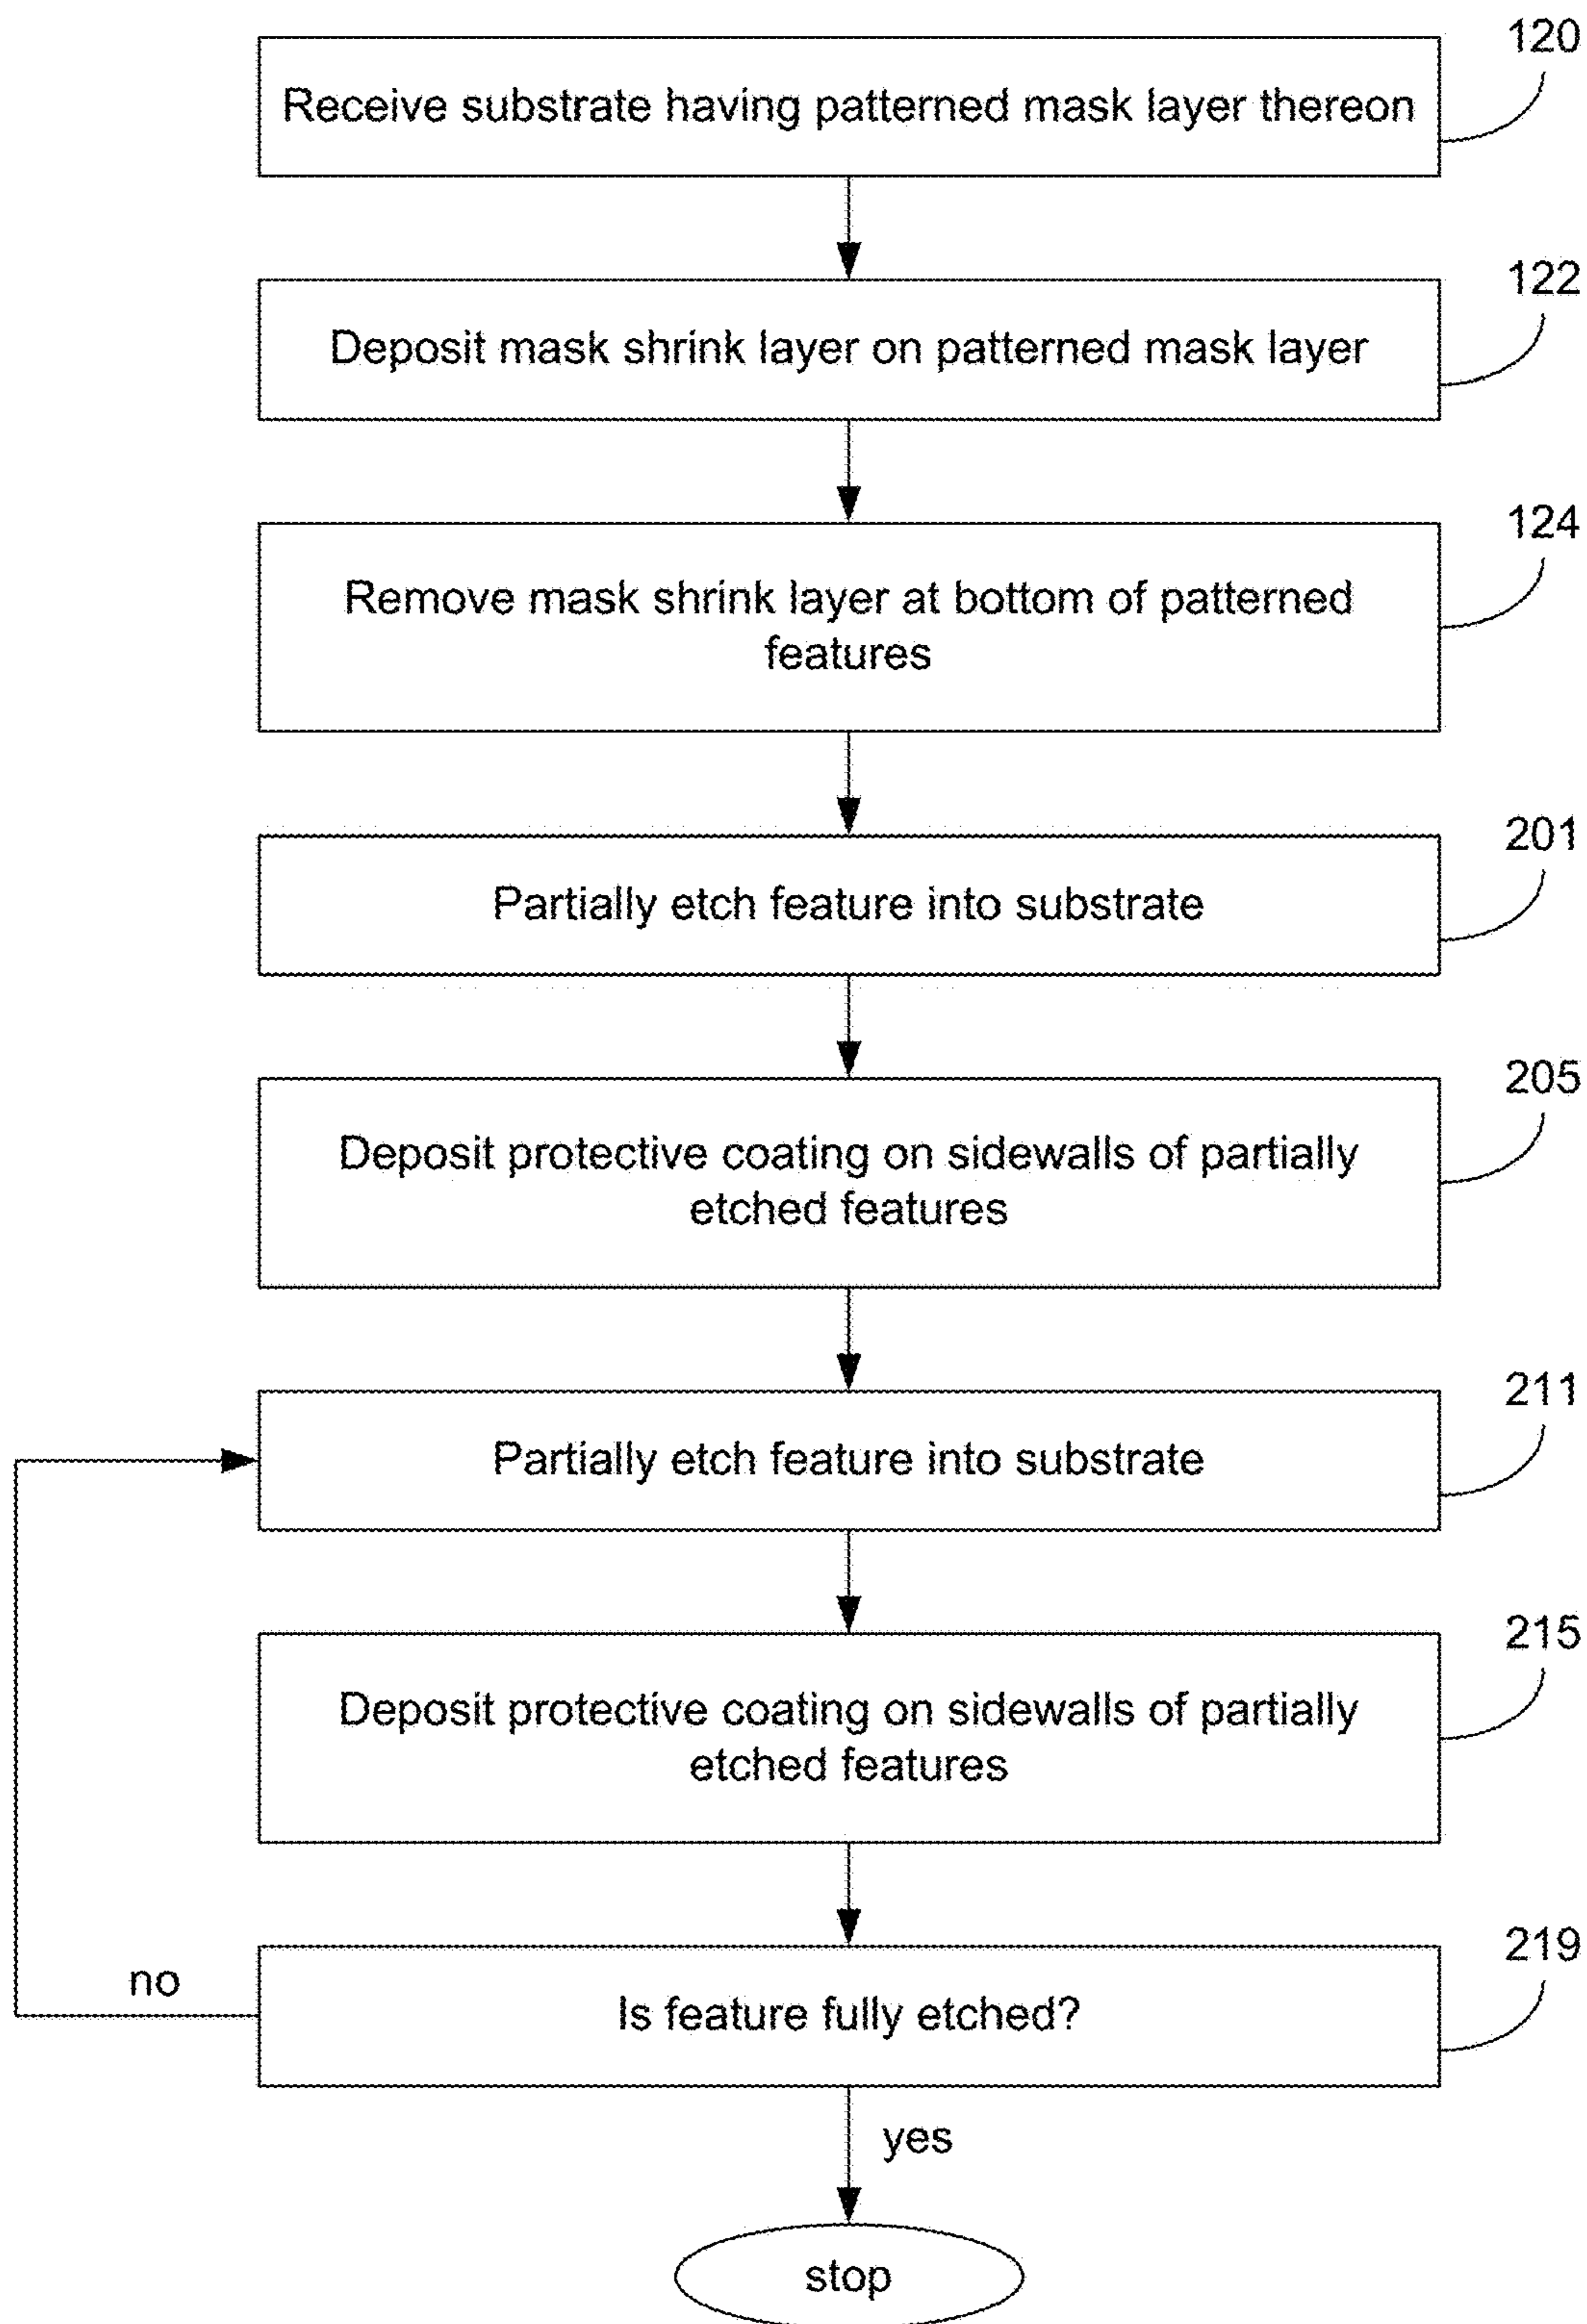 120
Receive substrate having patterned mask layer thereon
122
Deposit mask shrink layer on patterned mask layer
124
Remove mask shrink layer at bottom of patterned
features
201
Partially etch feature into substrate
205
Deposit protective coating on sidewalls of partially
etched features
211
Partially etch feature into substrate
215
Deposit protective coating on sidewalls of partially
etched features
219
no
Is feature fully etched?
yes
stop